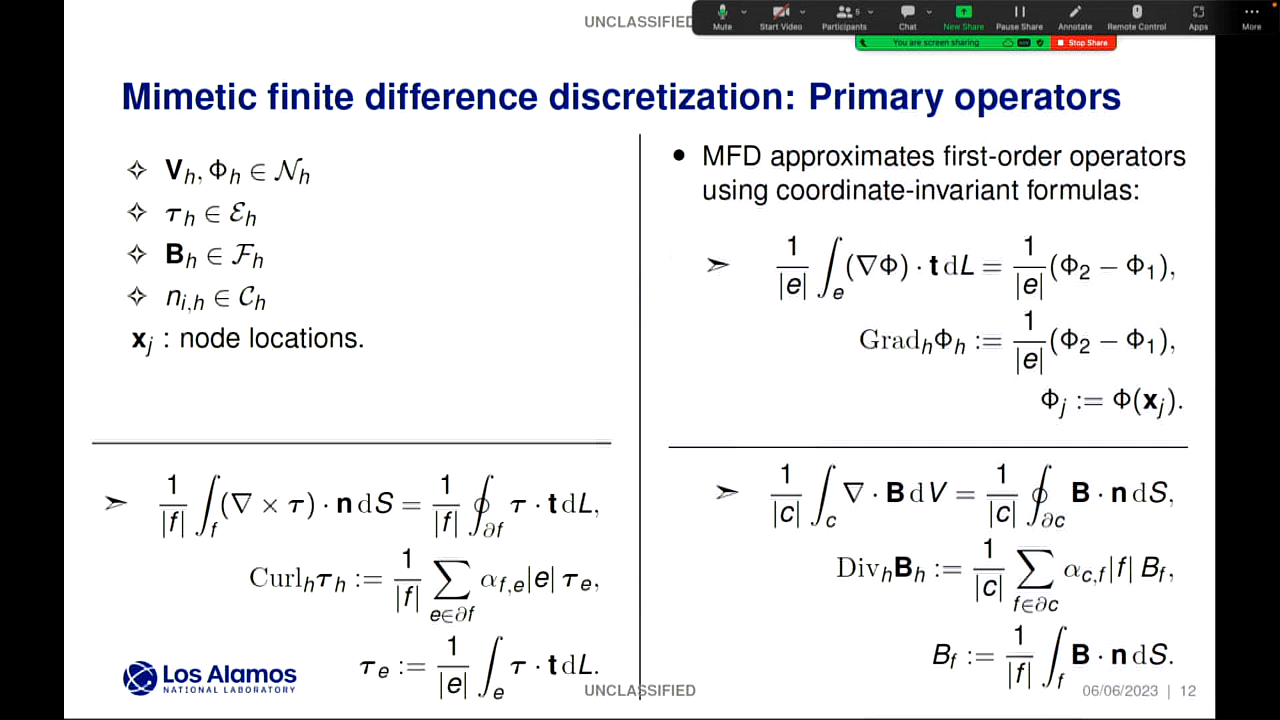 UNCLASSIFIED
Mute
Start Video
Participants 5
Chat
New Share
Pause Share
Annotate
Remote Control
Apps
More
You are screen sharing
Stop Share
Mimetic finite difference discretization: Primary operators
✧ V_h, Φ_h ∈ 𝒩_h
✧ τ_h ∈ ℰ_h
✧ B_h ∈ ℱ_h
✧ n_{i,h} ∈ 𝒞_h
x_j : node locations.
• MFD approximates first-order operators
using coordinate-invariant formulas:
➢ 1/|e| ∫_e (∇Φ) · t dL = 1/|e| (Φ_2 − Φ_1),
Grad_h Φ_h := 1/|e| (Φ_2 − Φ_1),
Φ_j := Φ(x_j).
➢ 1/|f| ∫_f (∇ × τ) · n dS = 1/|f| ∮_{∂f} τ · t dL,
Curl_h τ_h := 1/|f| ∑_{e∈∂f} α_{f,e} |e| τ_e,
τ_e := 1/|e| ∫_e τ · t dL.
➢ 1/|c| ∫_c ∇ · B dV = 1/|c| ∮_{∂c} B · n dS,
Div_h B_h := 1/|c| ∑_{f∈∂c} α_{c,f} |f| B_f,
B_f := 1/|f| ∫_f B · n dS.
Los Alamos
NATIONAL LABORATORY
UNCLASSIFIED
06/06/2023 | 12